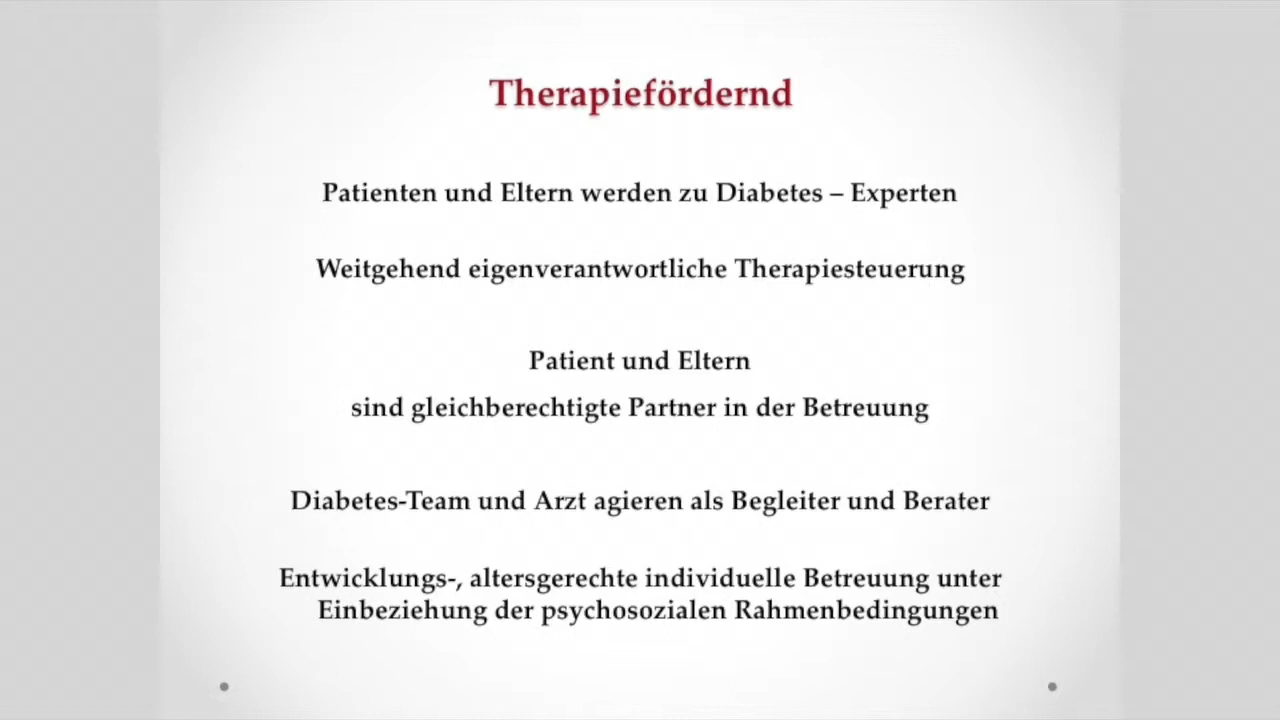 Therapiefördernd
Patienten und Eltern werden zu Diabetes – Experten
Weitgehend eigenverantwortliche Therapiesteuerung
Patient und Eltern
sind gleichberechtigte Partner in der Betreuung
Diabetes-Team und Arzt agieren als Begleiter und Berater
Entwicklungs-, altersgerechte individuelle Betreuung unter
Einbeziehung der psychosozialen Rahmenbedingungen